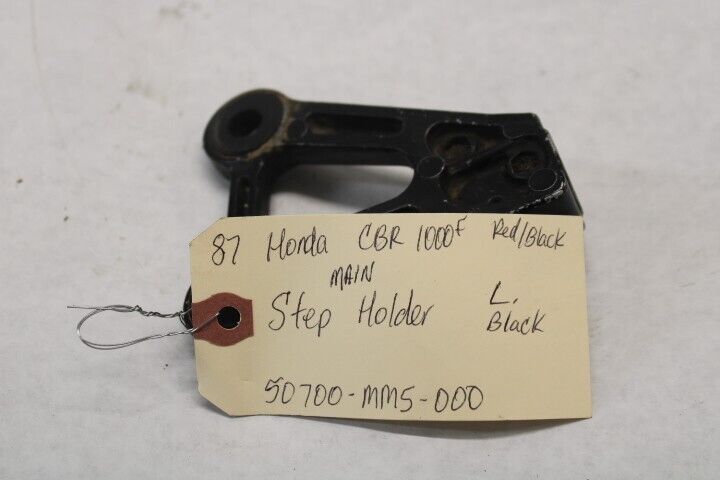 87 Honda CBR 1000F Red/Black
MAIN
Step Holder L.
Black
50700-MM5-000